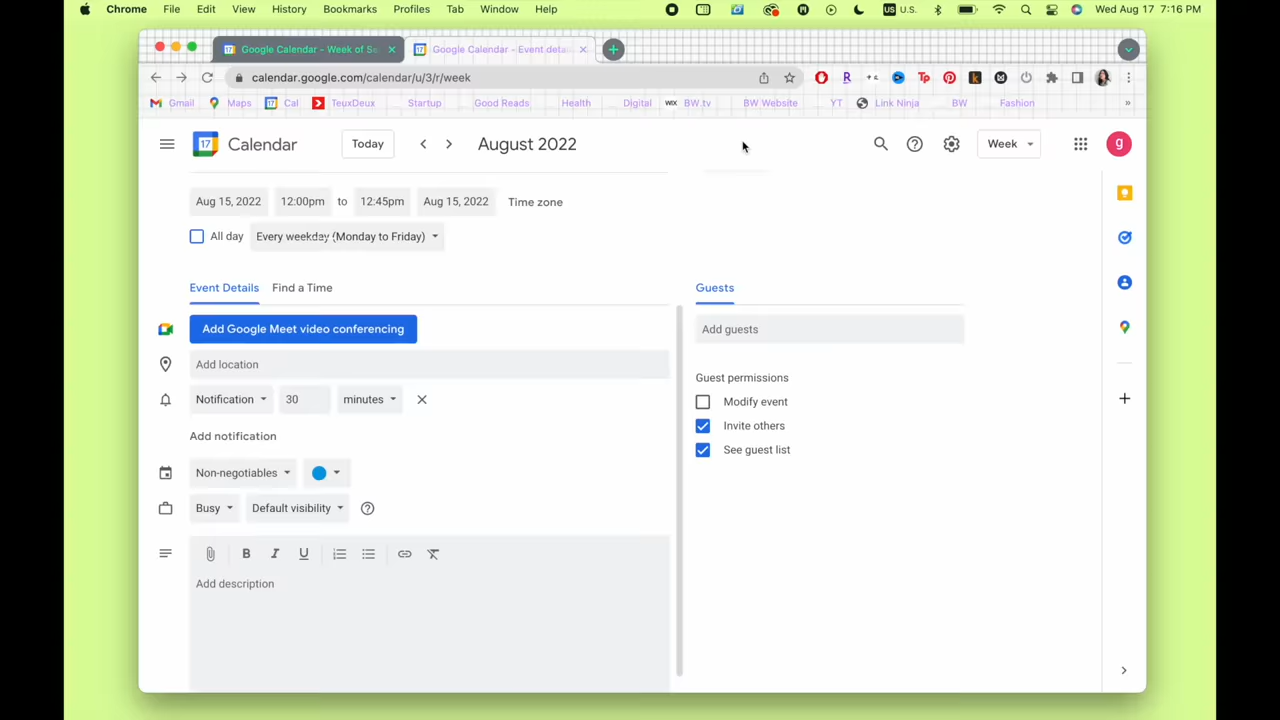 Chrome File Edit View History Bookmarks Profiles Tab Window Help U.S. Wed Aug 17 7:16 PM
Google Calendar - Week of Se
Google Calendar - Event detai
calendar.google.com/calendar/u/3/r/week
Gmail Maps Cal TeuxDeux Startup Good Reads Health Digital WIX BW.tv BW Website YT Link Ninja BW Fashion »
17 Calendar Today August 2022 Week g
Aug 15, 2022 12:00pm to 12:45pm Aug 15, 2022 Time zone
All day Every weekday (Monday to Friday)
Event Details Find a Time Guests
Add Google Meet video conferencing Add guests
Add location
Guest permissions
Notification 30 minutes Modify event
Invite others
Add notification
See guest list
Non-negotiables
Busy Default visibility
B I U
Add description